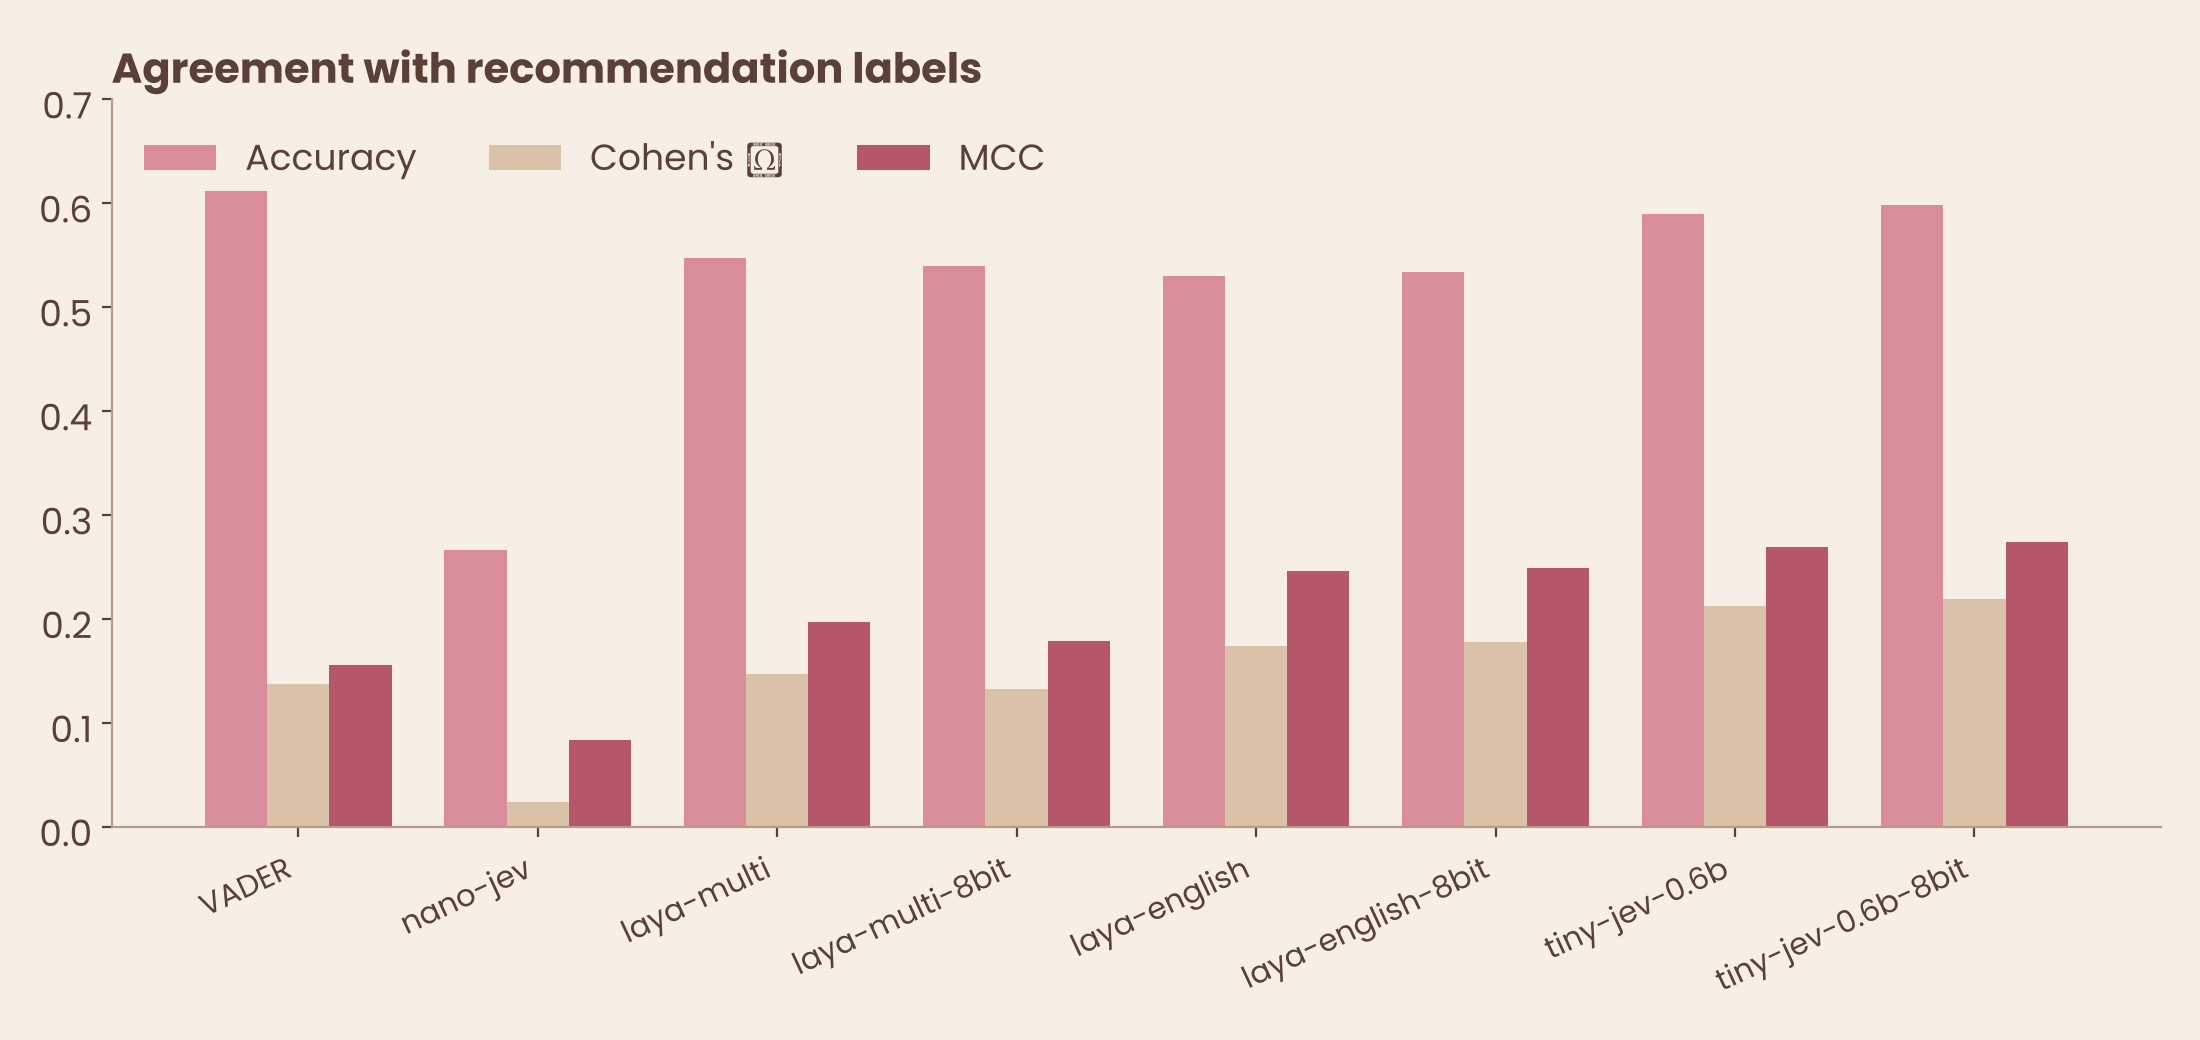 Agreement with recommendation labels
0.7
0.6
0.5
0.4
0.3
0.2
0.1
0.0
Accuracy
Cohen's
MCC
VADER
nano-jev
laya-multi
laya-multi-8bit
laya-english
laya-english-8bit
tiny-jev-0.6b
tiny-jev-0.6b-8bit